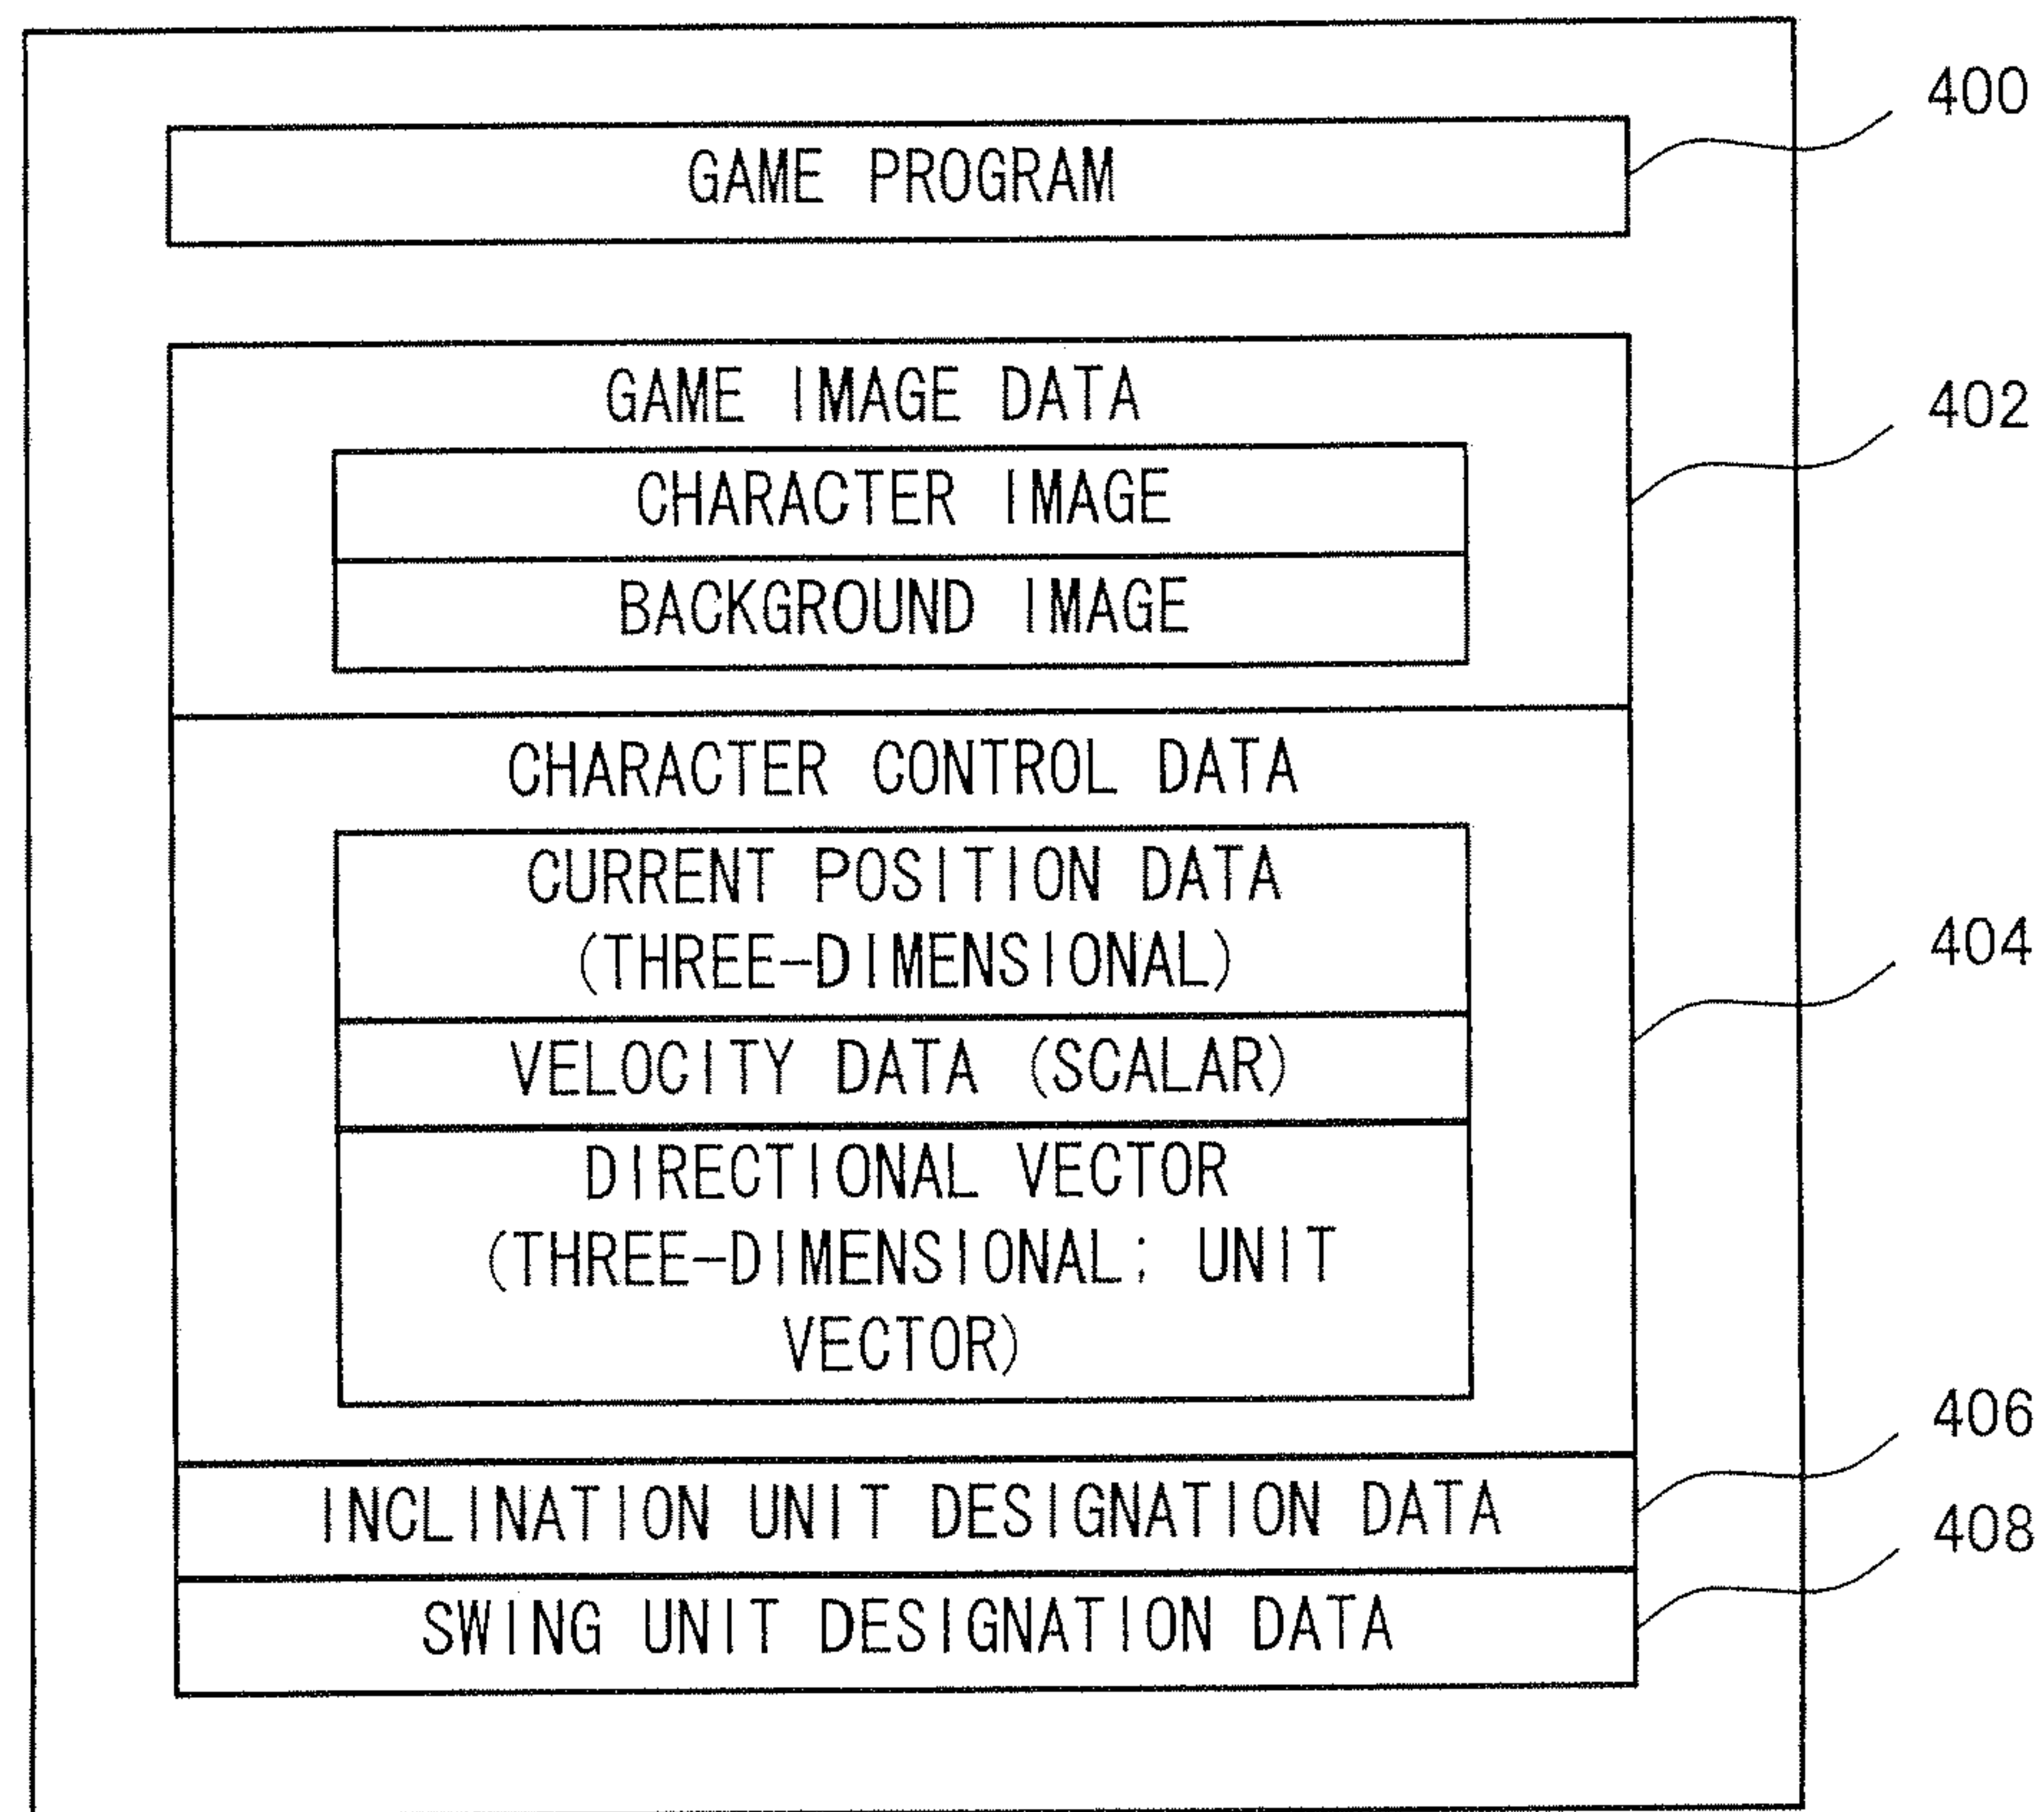 GAME PROGRAM
400
GAME IMAGE DATA
402
CHARACTER IMAGE
BACKGROUND IMAGE
CHARACTER CONTROL DATA
CURRENT POSITION DATA
(THREE-DIMENSIONAL)
404
VELOCITY DATA (SCALAR)
DIRECTIONAL VECTOR
(THREE-DIMENSIONAL; UNIT
VECTOR)
406
INCLINATION UNIT DESIGNATION DATA
408
SWING UNIT DESIGNATION DATA